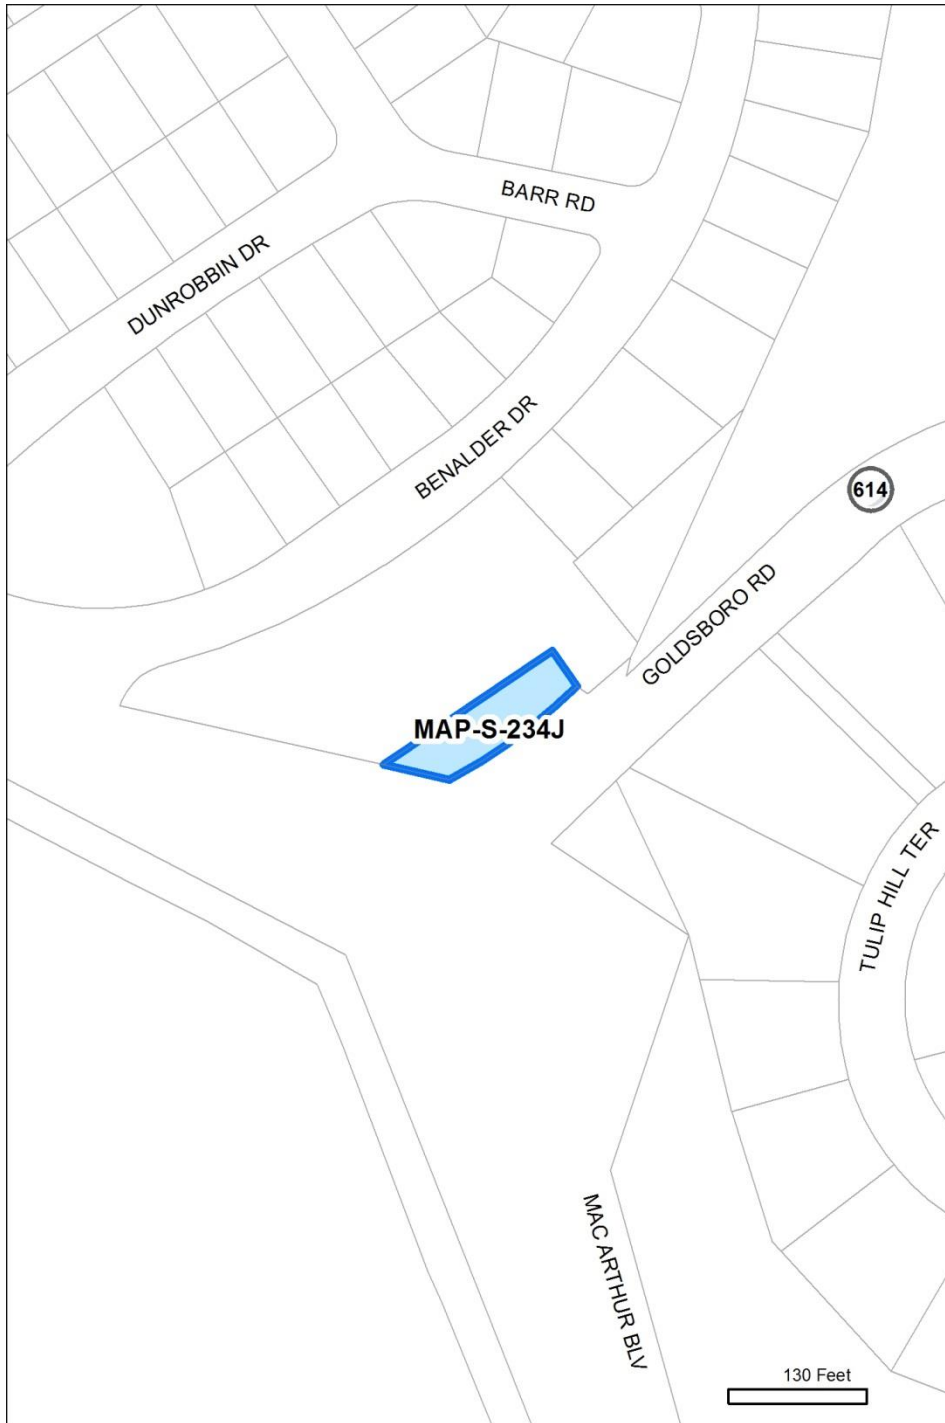 BARR RD
DUNROBBIN DR
BENALDER DR
614
GOLDSBORO RD
MAP-S-234J
TULIP HILL TER
MAC ARTHUR BLV
130 Feet